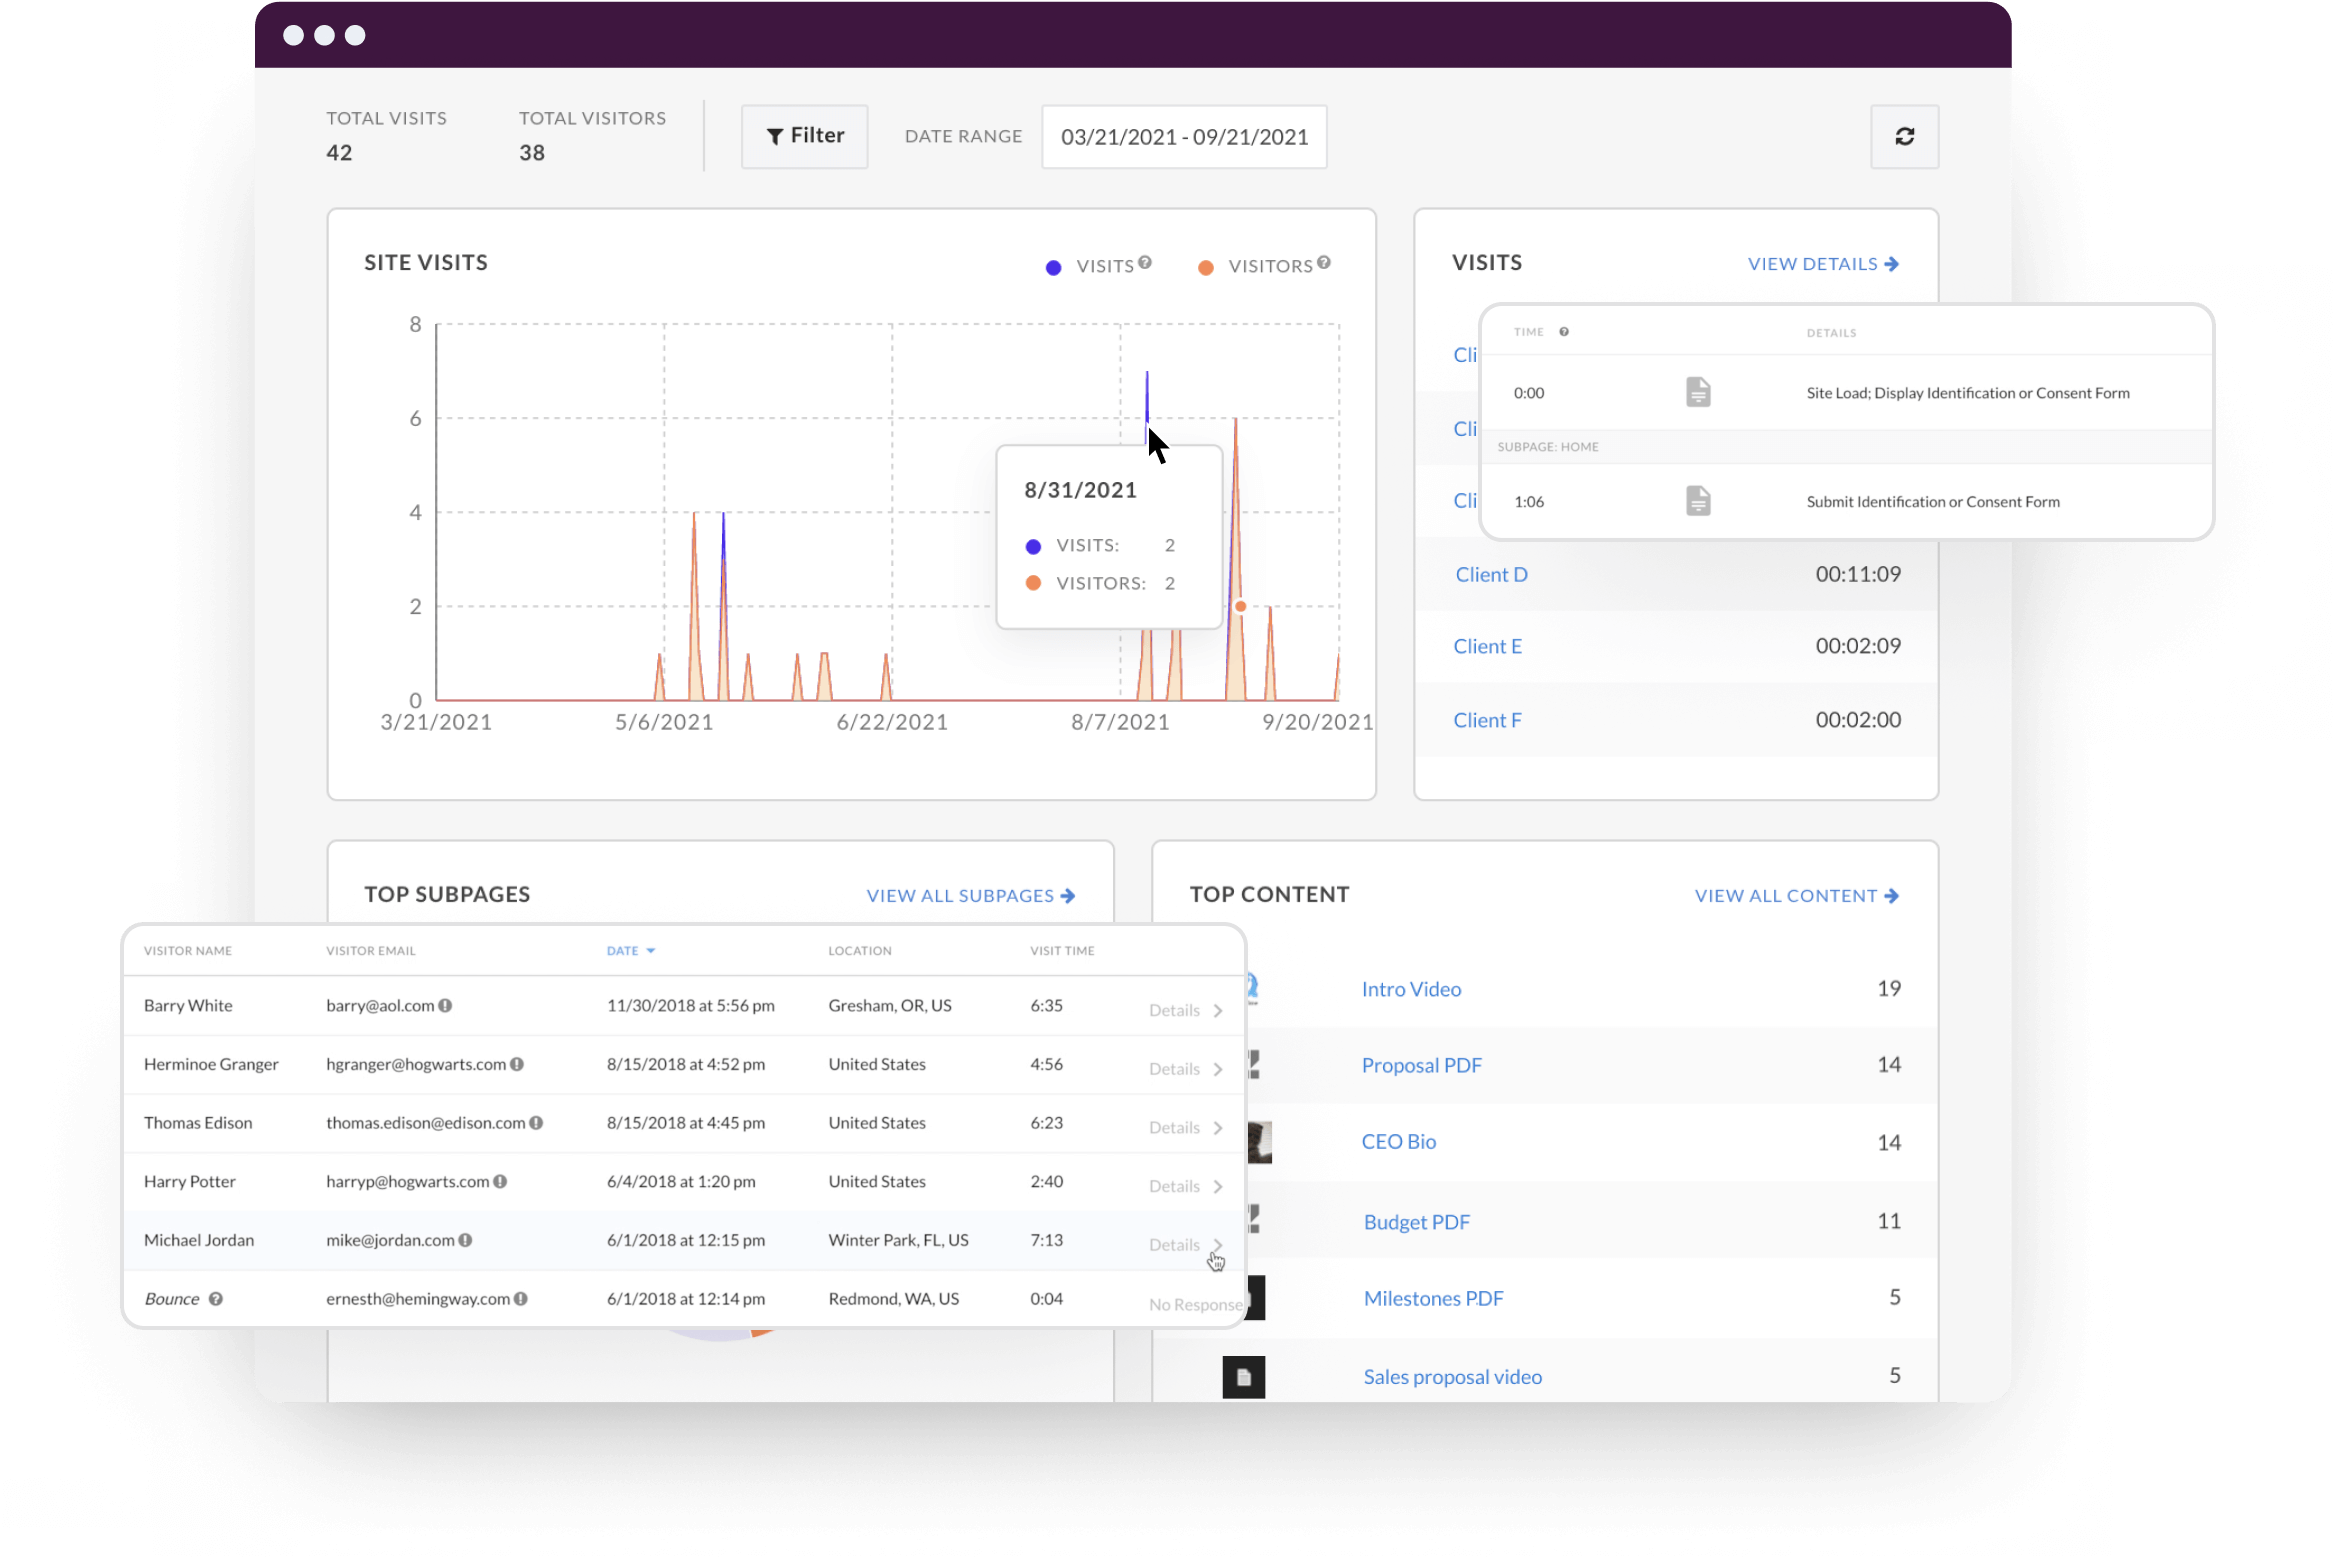 TOTAL VISITS TOTAL VISITORS
42 38
Filter DATE RANGE 03/21/2021 - 09/21/2021
SITE VISITS VISITS VISITORS
8
6
4
2
0
3/21/2021 5/6/2021 6/22/2021 8/7/2021 9/20/2021
8/31/2021
VISITS: 2
VISITORS: 2
VISITS VIEW DETAILS
Cli
Cli
Cli
TIME DETAILS
0:00 Site Load; Display Identification or Consent Form
SUBPAGE: HOME
1:06 Submit Identification or Consent Form
Client D 00:11:09
Client E 00:02:09
Client F 00:02:00
TOP SUBPAGES VIEW ALL SUBPAGES
VISITOR NAME VISITOR EMAIL DATE LOCATION VISIT TIME
Barry White barry@aol.com 11/30/2018 at 5:56 pm Gresham, OR, US 6:35 Details
Herminoe Granger hgranger@hogwarts.com 8/15/2018 at 4:52 pm United States 4:56 Details
Thomas Edison thomas.edison@edison.com 8/15/2018 at 4:45 pm United States 6:23 Details
Harry Potter harryp@hogwarts.com 6/4/2018 at 1:20 pm United States 2:40 Details
Michael Jordan mike@jordan.com 6/1/2018 at 12:15 pm Winter Park, FL, US 7:13 Details
Bounce ernesth@hemingway.com 6/1/2018 at 12:14 pm Redmond, WA, US 0:04 No Response
TOP CONTENT VIEW ALL CONTENT
Intro Video 19
Proposal PDF 14
CEO Bio 14
Budget PDF 11
Milestones PDF 5
Sales proposal video 5